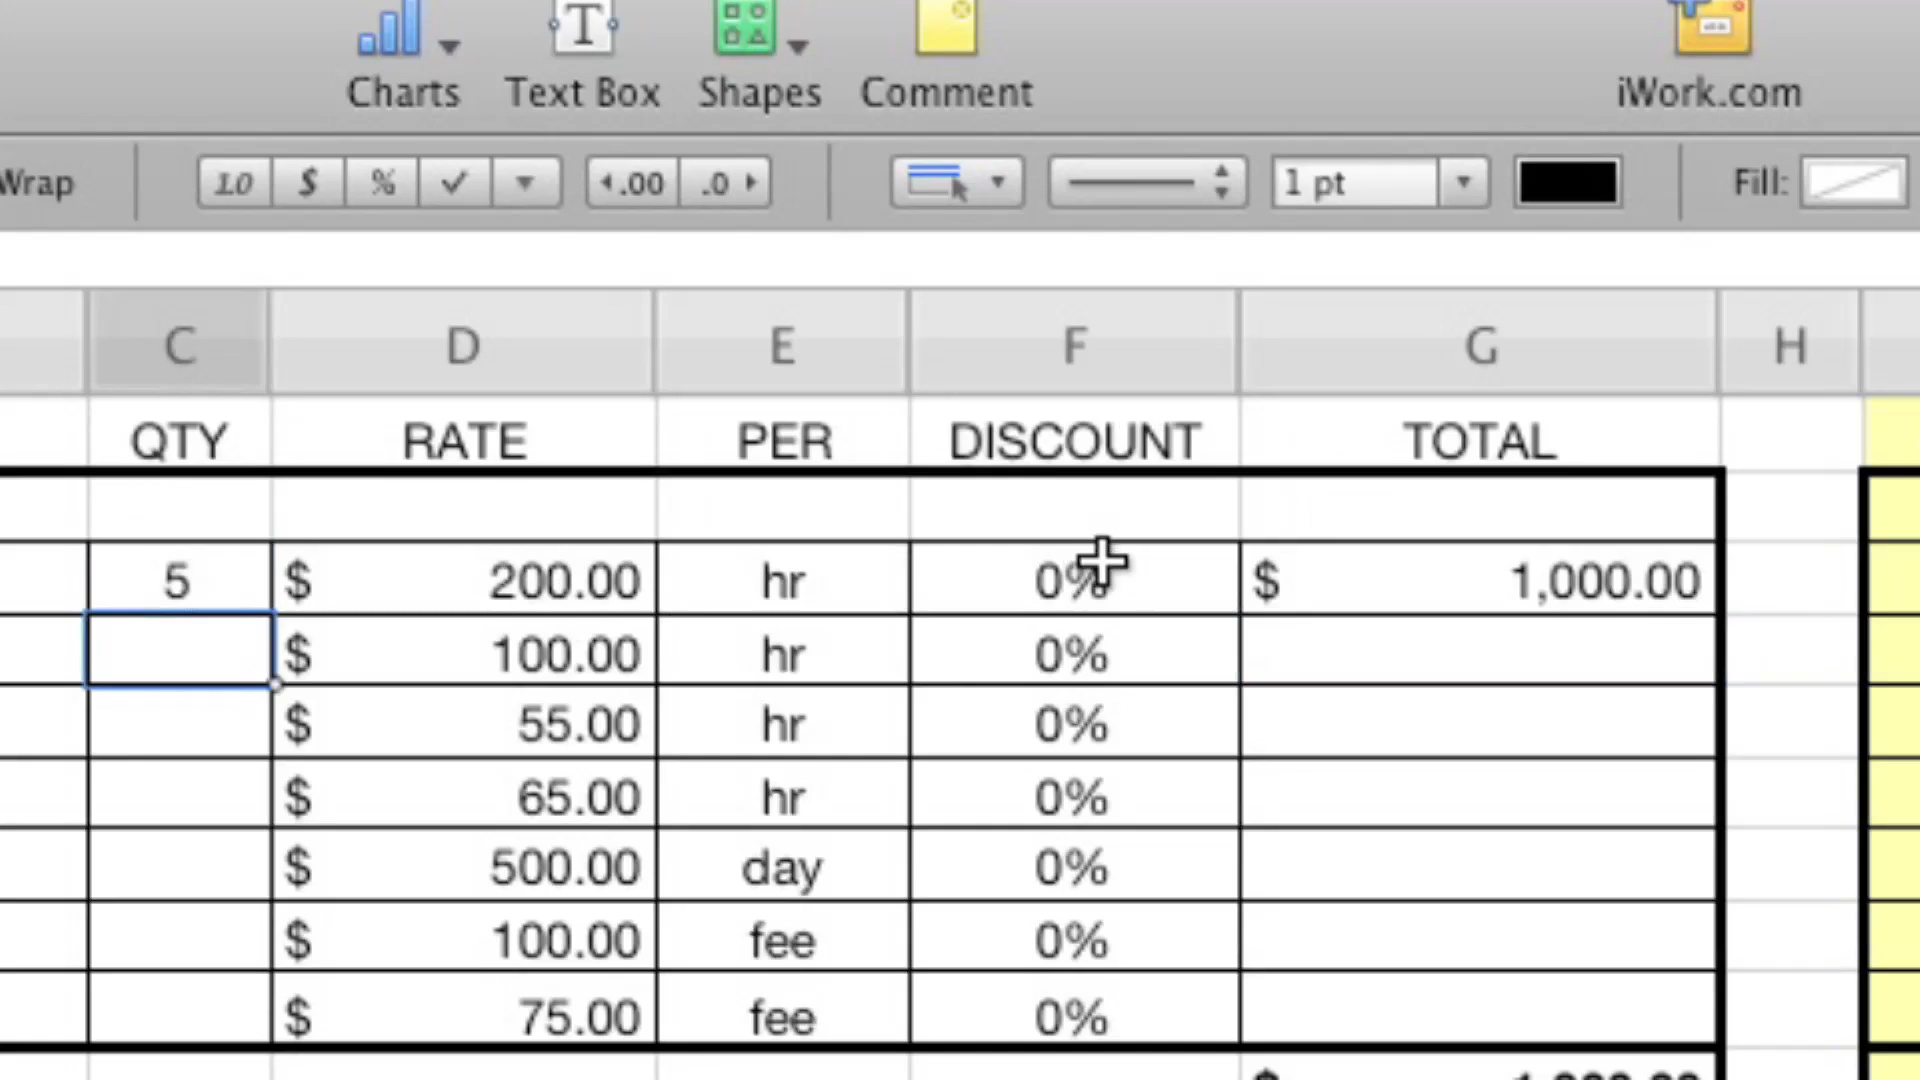 Charts Text Box Shapes Comment iWork.com
Wrap 1.0 $ % .00 .0 1 pt Fill:
C D E F G H
QTY RATE PER DISCOUNT TOTAL
5 $ 200.00 hr 0% $ 1,000.00
$ 100.00 hr 0%
$ 55.00 hr 0%
$ 65.00 hr 0%
$ 500.00 day 0%
$ 100.00 fee 0%
$ 75.00 fee 0%